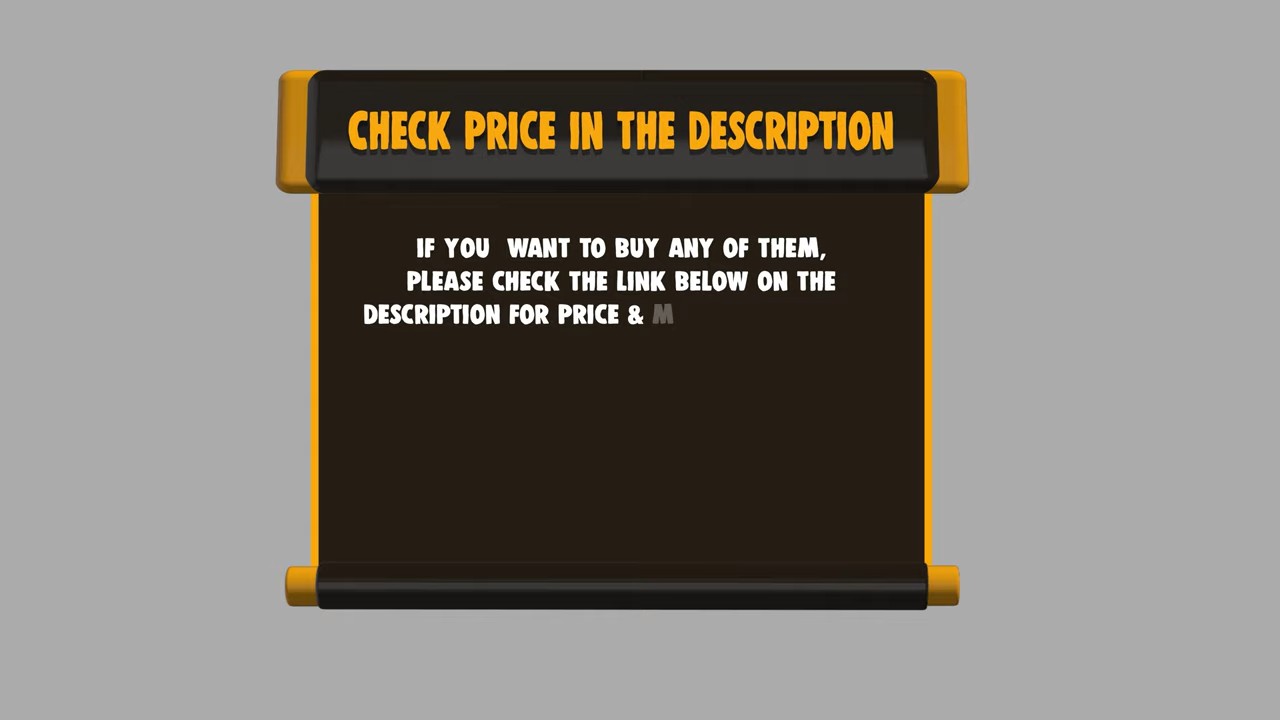 CHECK PRICE IN THE DESCRIPTION
IF YOU WANT TO BUY ANY OF THEM,
PLEASE CHECK THE LINK BELOW ON THE
DESCRIPTION FOR PRICE & M